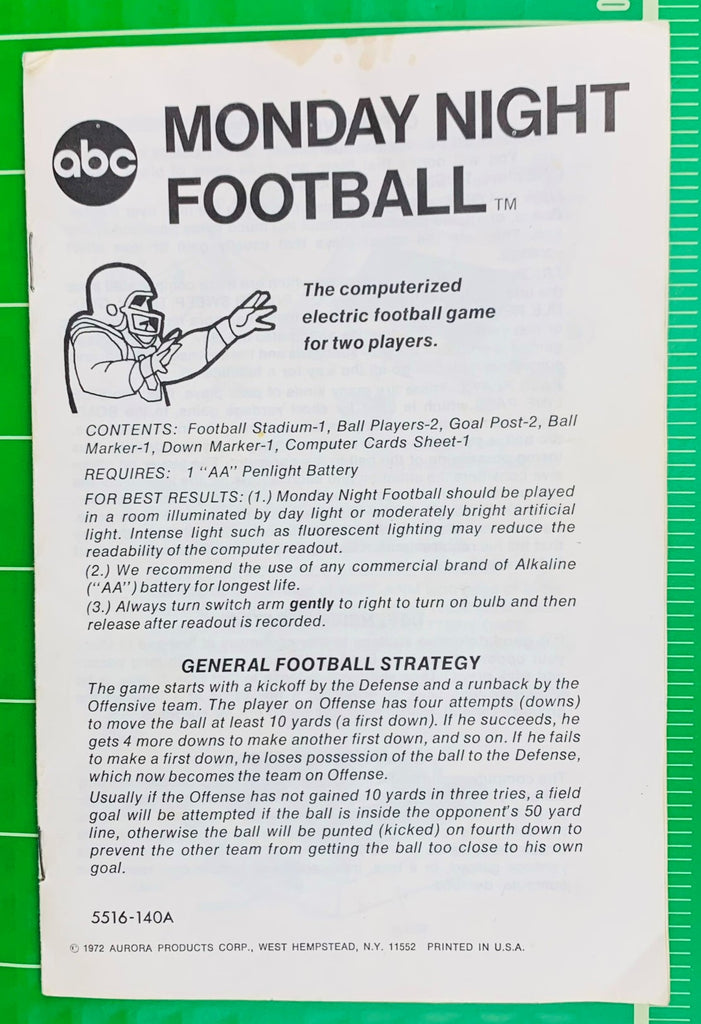 abc
MONDAY NIGHT
FOOTBALL™
The computerized
electric football game
for two players.
CONTENTS: Football Stadium-1, Ball Players-2, Goal Post-2, Ball
Marker-1, Down Marker-1, Computer Cards Sheet-1
REQUIRES: 1 "AA" Penlight Battery
FOR BEST RESULTS: (1.) Monday Night Football should be played
in a room illuminated by day light or moderately bright artificial
light. Intense light such as fluorescent lighting may reduce the
readability of the computer readout.
(2.) We recommend the use of any commercial brand of Alkaline
("AA") battery for longest life.
(3.) Always turn switch arm gently to right to turn on bulb and then
release after readout is recorded.
GENERAL FOOTBALL STRATEGY
The game starts with a kickoff by the Defense and a runback by the
Offensive team. The player on Offense has four attempts (downs)
to move the ball at least 10 yards (a first down). If he succeeds, he
gets 4 more downs to make another first down, and so on. If he fails
to make a first down, he loses possession of the ball to the Defense,
which now becomes the team on Offense.
Usually if the Offense has not gained 10 yards in three tries, a field
goal will be attempted if the ball is inside the opponent's 50 yard
line, otherwise the ball will be punted (kicked) on fourth down to
prevent the other team from getting the ball too close to his own
goal.
5516-140A
© 1972 AURORA PRODUCTS CORP., WEST HEMPSTEAD, N.Y. 11552 PRINTED IN U.S.A.